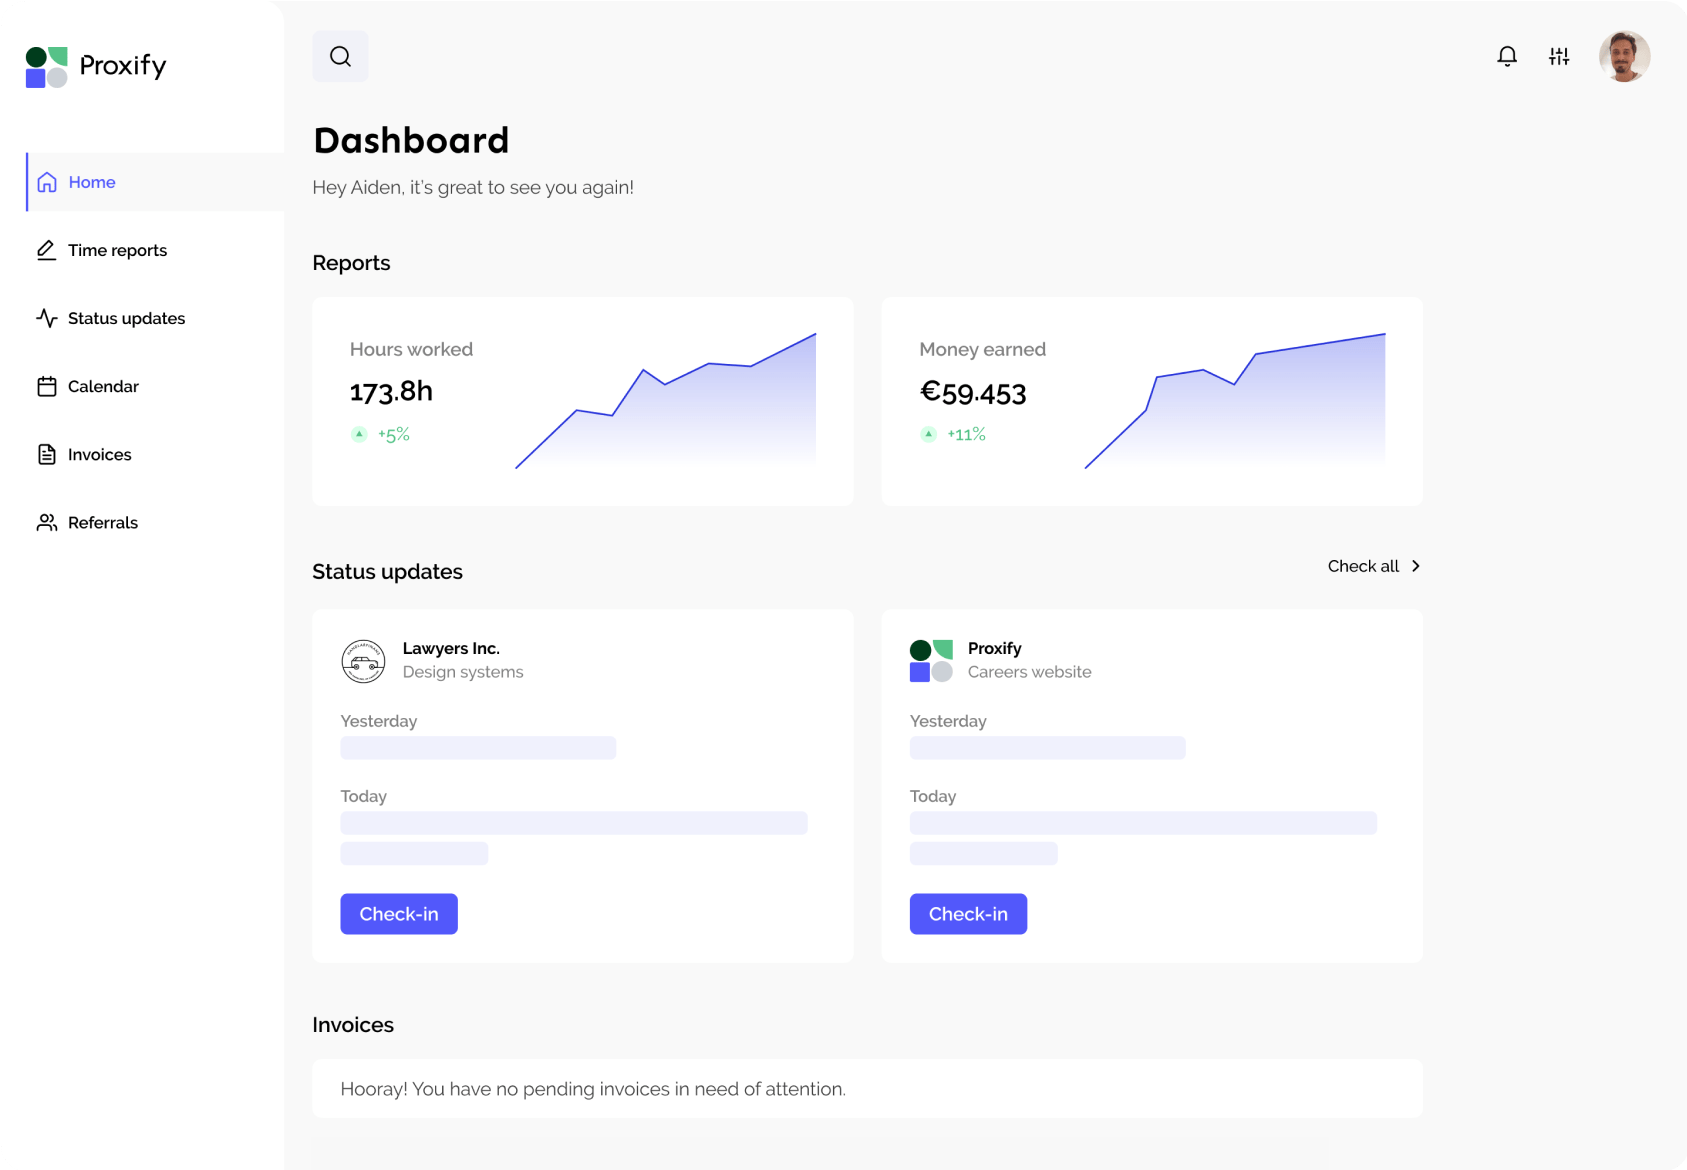 Proxify
Home
Time reports
Status updates
Calendar
Invoices
Referrals
Dashboard
Hey Aiden, it's great to see you again!
Reports
Hours worked
173.8h
+5%
Money earned
€59.453
+11%
Status updates
Check all
Lawyers Inc.
Design systems
Yesterday
Today
Check-in
Proxify
Careers website
Yesterday
Today
Check-in
Invoices
Hooray! You have no pending invoices in need of attention.